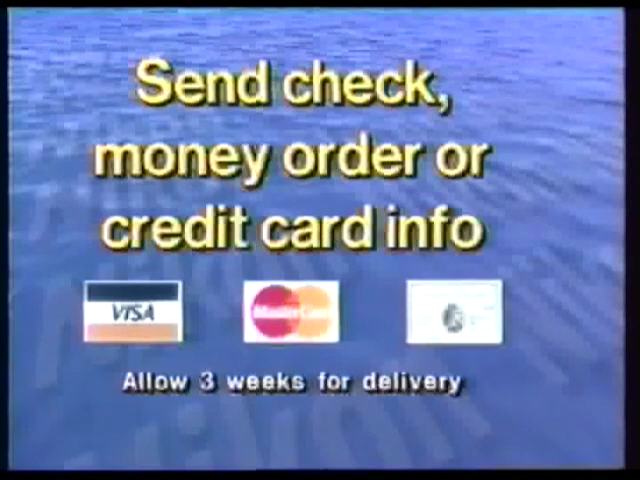 Send check,
money order or
credit card info
VISA
MasterCard
Allow 3 weeks for delivery